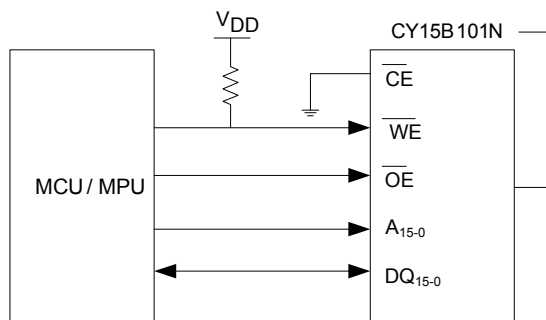 VDD
CY15B101N
CE
WE
MCU / MPU
OE
A15-0
DQ15-0